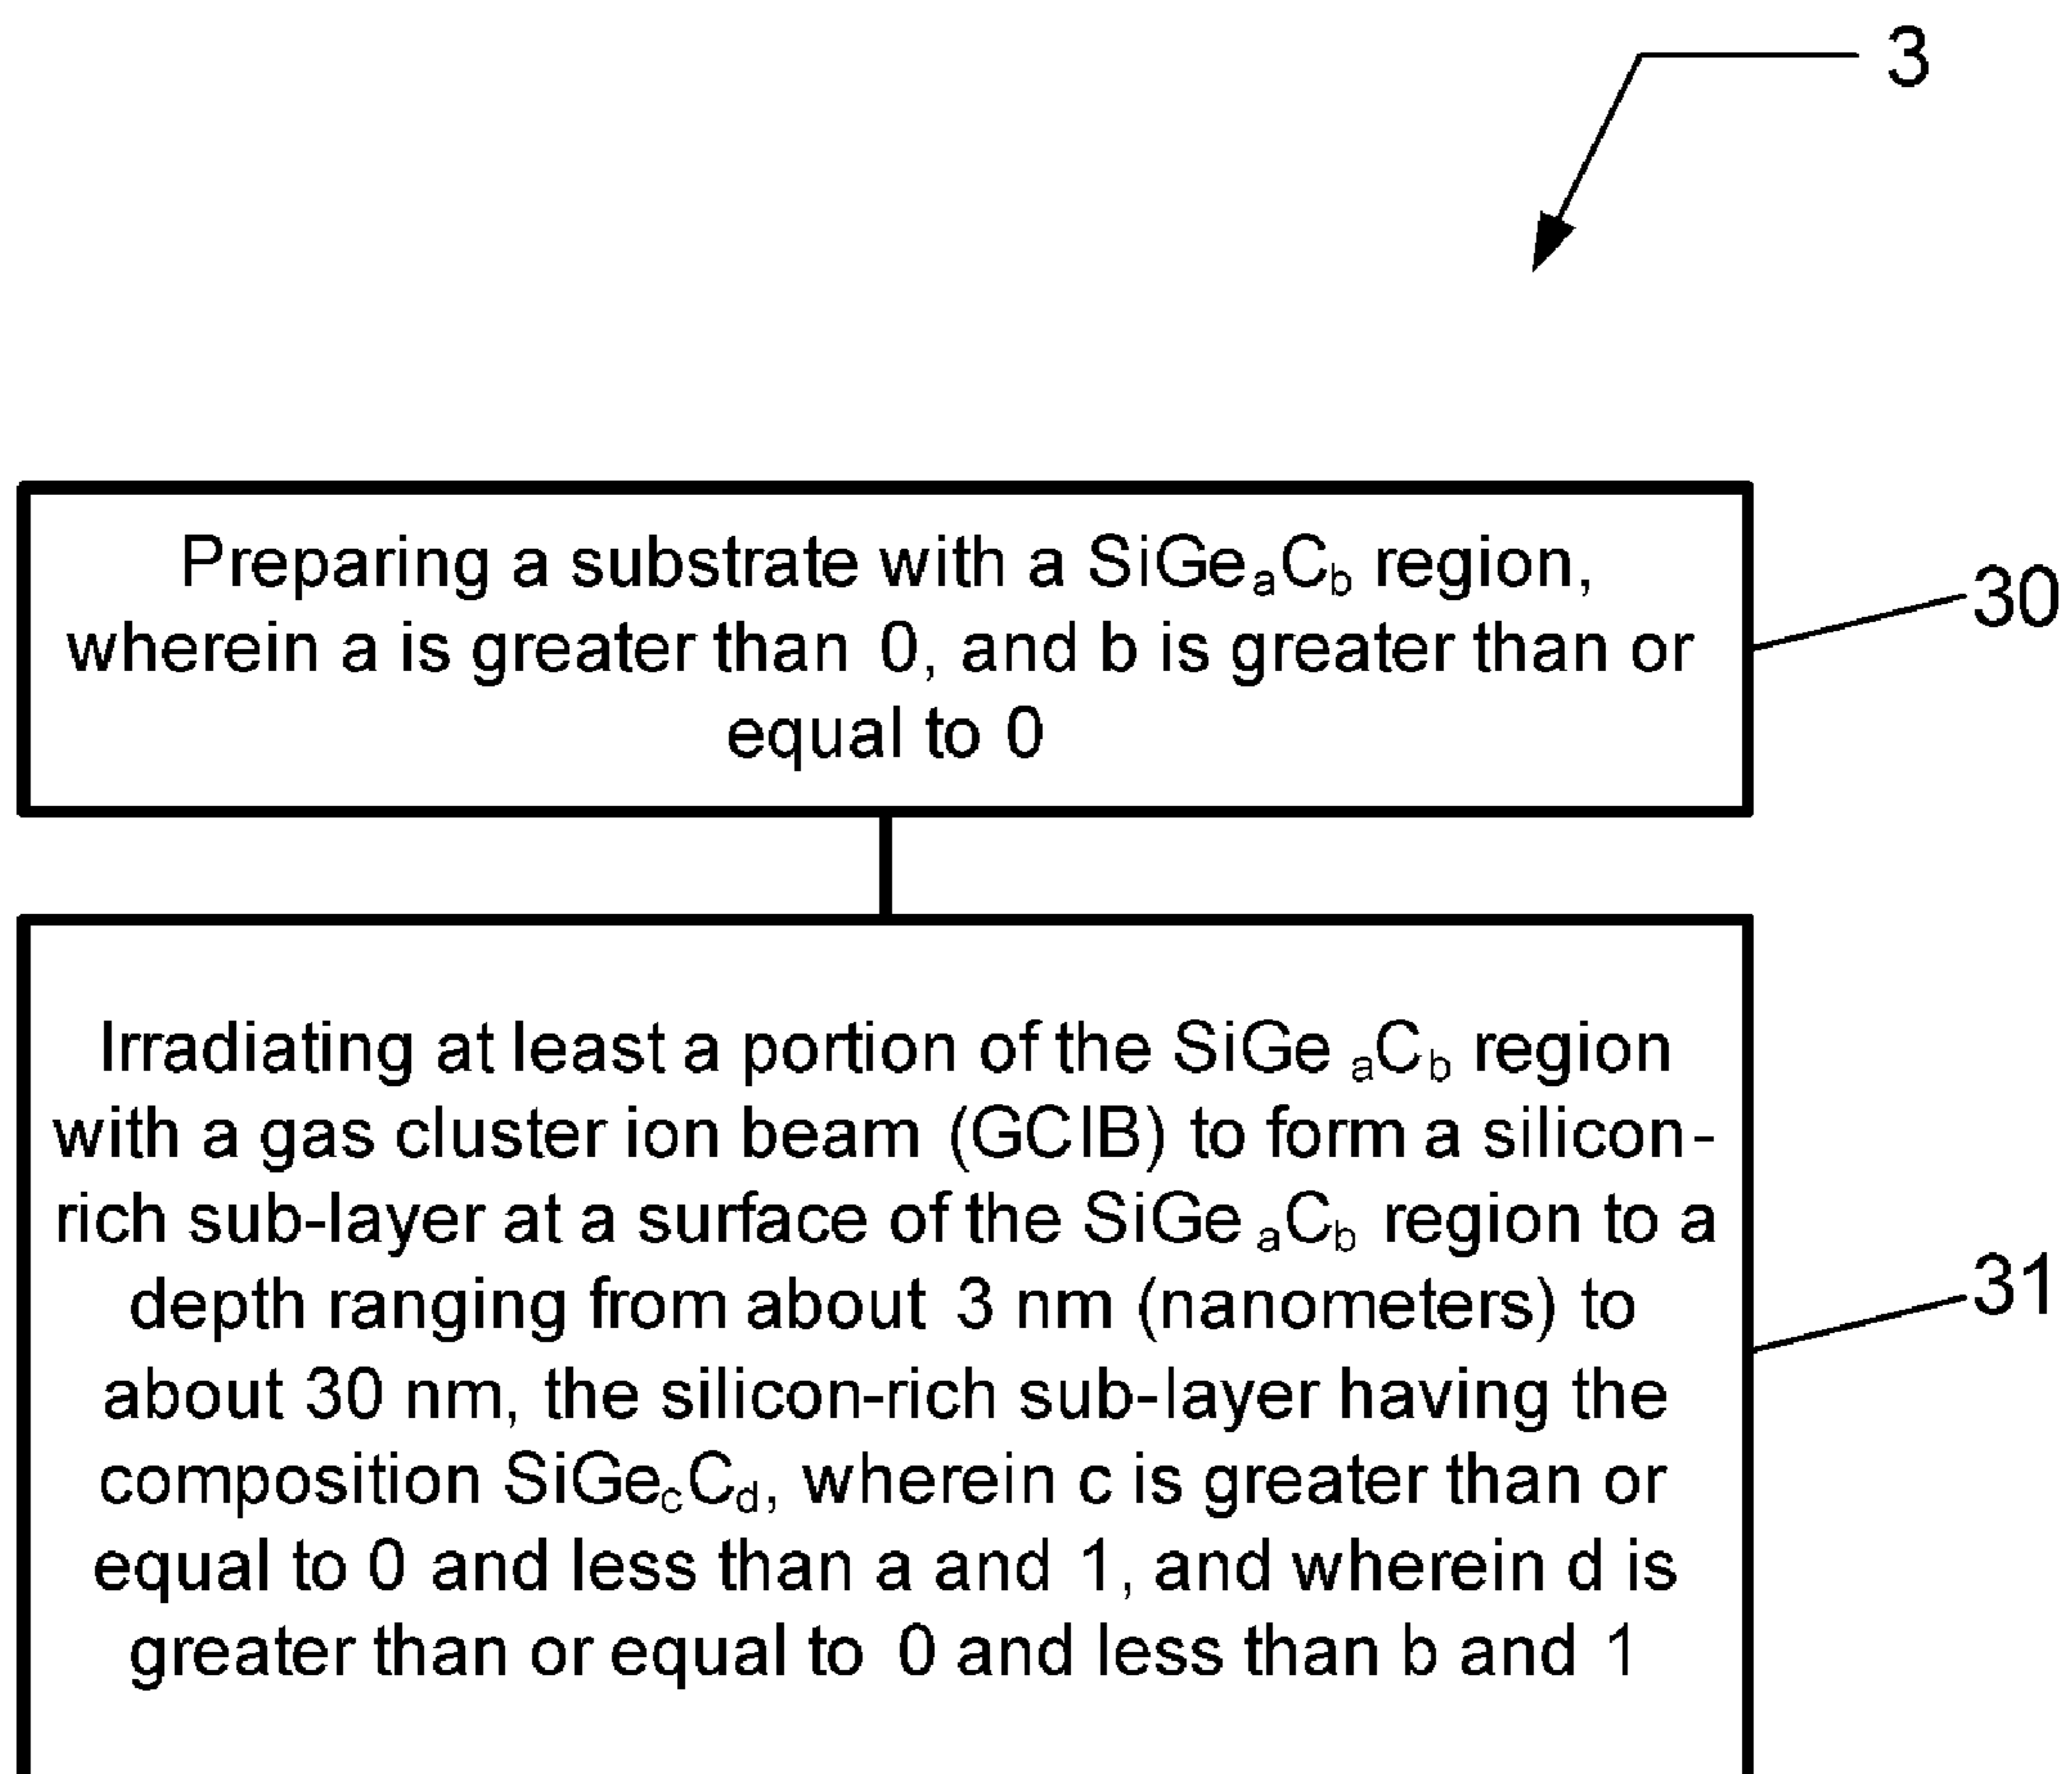 3
Preparing a substrate with a SiGeaCb region,
wherein a is greater than 0, and b is greater than or
equal to 0
30
Irradiating at least a portion of the SiGe aCb region
with a gas cluster ion beam (GCIB) to form a silicon-
rich sub-layer at a surface of the SiGe aCb region to a
depth ranging from about 3 nm (nanometers) to
about 30 nm, the silicon-rich sub-layer having the
composition SiGecCd, wherein c is greater than or
equal to 0 and less than a and 1, and wherein d is
greater than or equal to 0 and less than b and 1
31